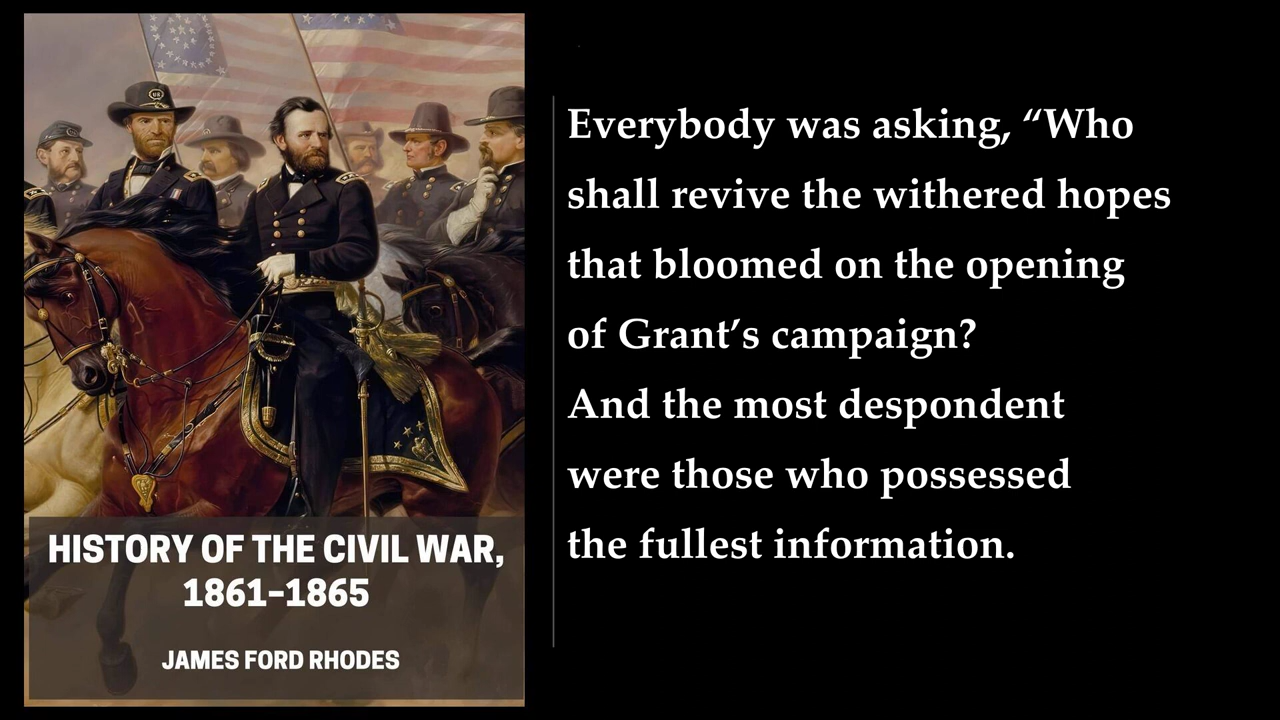 HISTORY OF THE CIVIL WAR,
1861–1865
JAMES FORD RHODES
Everybody was asking, “Who
shall revive the withered hopes
that bloomed on the opening
of Grant’s campaign?
And the most despondent
were those who possessed
the fullest information.